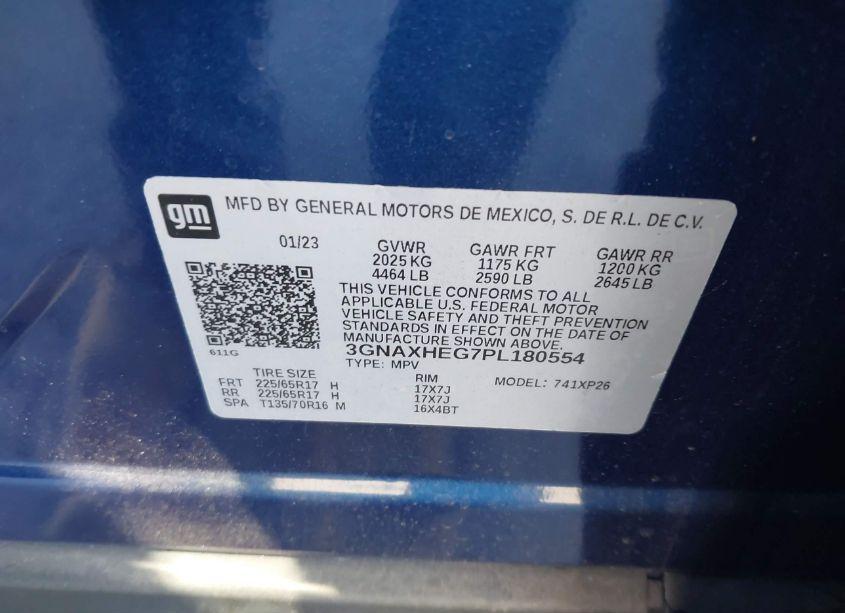 gm
MFD BY GENERAL MOTORS DE MEXICO, S. DE R.L. DE C.V.
01/23 GVWR GAWR FRT GAWR RR
2025 KG 1175 KG 1200 KG
4464 LB 2590 LB 2645 LB
THIS VEHICLE CONFORMS TO ALL
APPLICABLE U.S. FEDERAL MOTOR
VEHICLE SAFETY AND THEFT PREVENTION
STANDARDS IN EFFECT ON THE DATE OF
MANUFACTURE SHOWN ABOVE.
611G
3GNAXHEG7PL180554
TYPE: MPV
TIRE SIZE RIM MODEL: 741XP26
FRT 225/65R17 H 17X7J
RR 225/65R17 H 17X7J
SPA T135/70R16 M 16X4BT